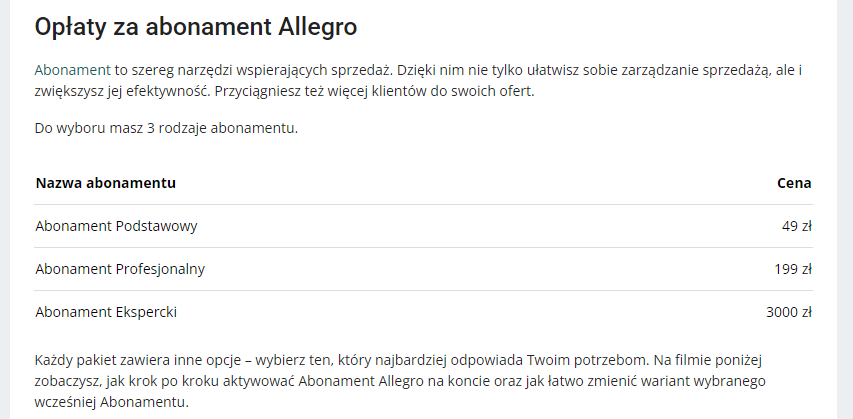 Opłaty za abonament Allegro
Abonament to szereg narzędzi wspierających sprzedaż. Dzięki nim nie tylko ułatwisz sobie zarządzanie sprzedażą, ale i
zwiększysz jej efektywność. Przyciągniesz też więcej klientów do swoich ofert.
Do wyboru masz 3 rodzaje abonamentu.
Nazwa abonamentu Cena
Abonament Podstawowy 49 zł
Abonament Profesjonalny 199 zł
Abonament Ekspercki 3000 zł
Każdy pakiet zawiera inne opcje – wybierz ten, który najbardziej odpowiada Twoim potrzebom. Na filmie poniżej
zobaczysz, jak krok po kroku aktywować Abonament Allegro na koncie oraz jak łatwo zmienić wariant wybranego
wcześniej Abonamentu.